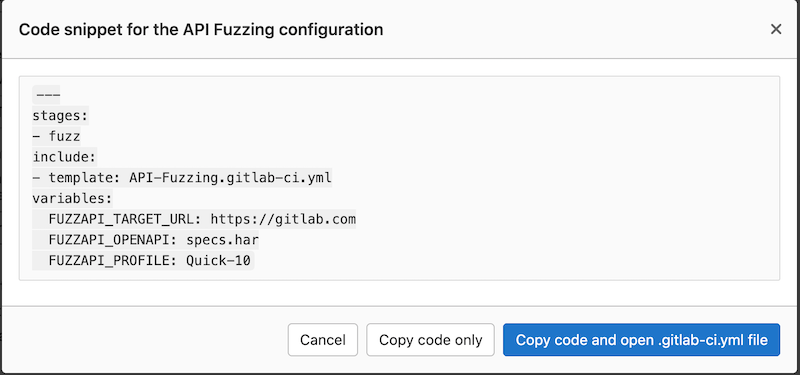 Code snippet for the API Fuzzing configuration
---
stages:
- fuzz
include:
- template: API-Fuzzing.gitlab-ci.yml
variables:
  FUZZAPI_TARGET_URL: https://gitlab.com
  FUZZAPI_OPENAPI: specs.har
  FUZZAPI_PROFILE: Quick-10
Cancel
Copy code only
Copy code and open .gitlab-ci.yml file